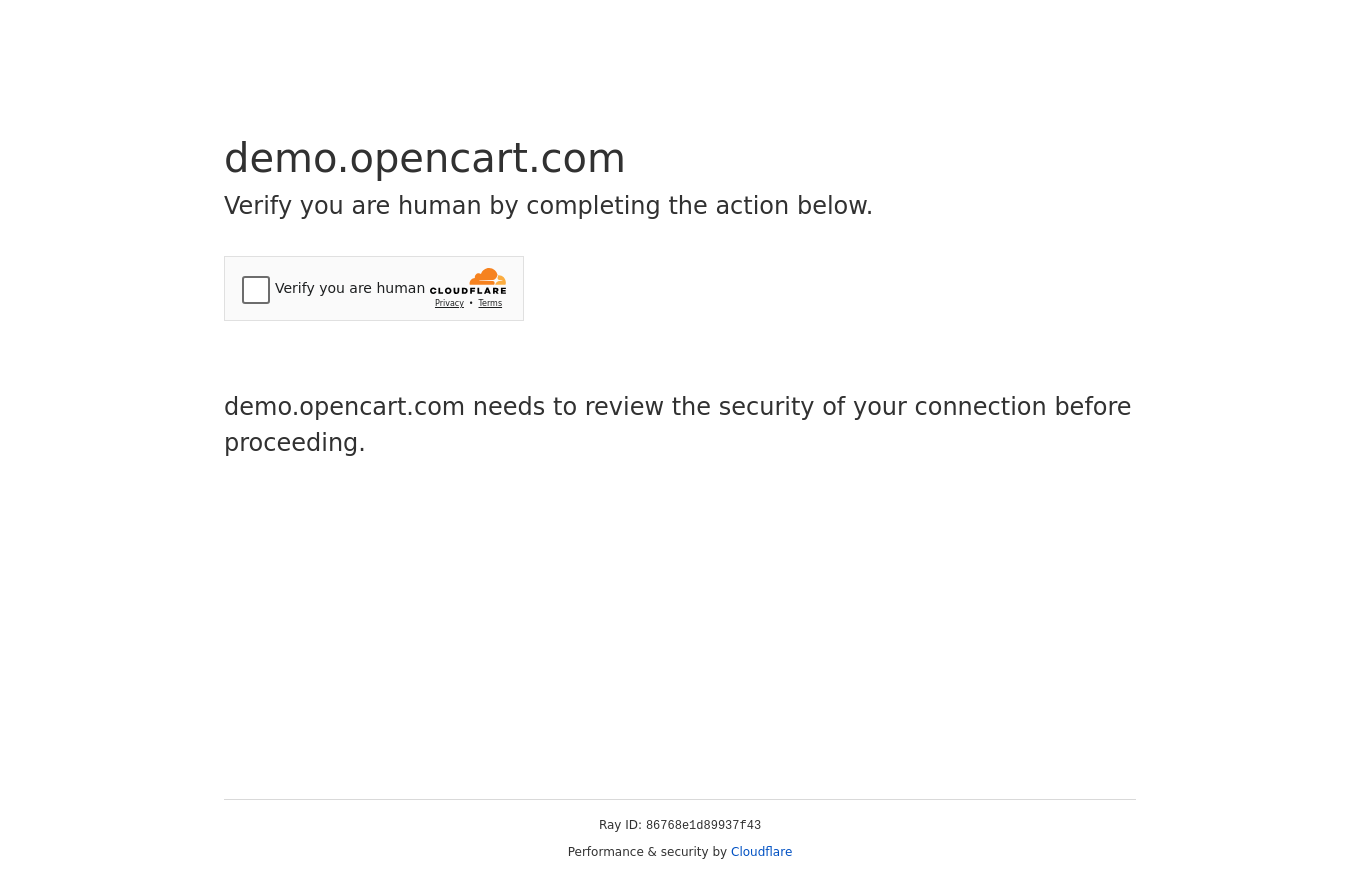 demo.opencart.com
Verify you are human by completing the action below.
Verify you are human
CLOUDFLARE
Privacy • Terms
demo.opencart.com needs to review the security of your connection before
proceeding.
Ray ID: 86768e1d89937f43
Performance & security by Cloudflare